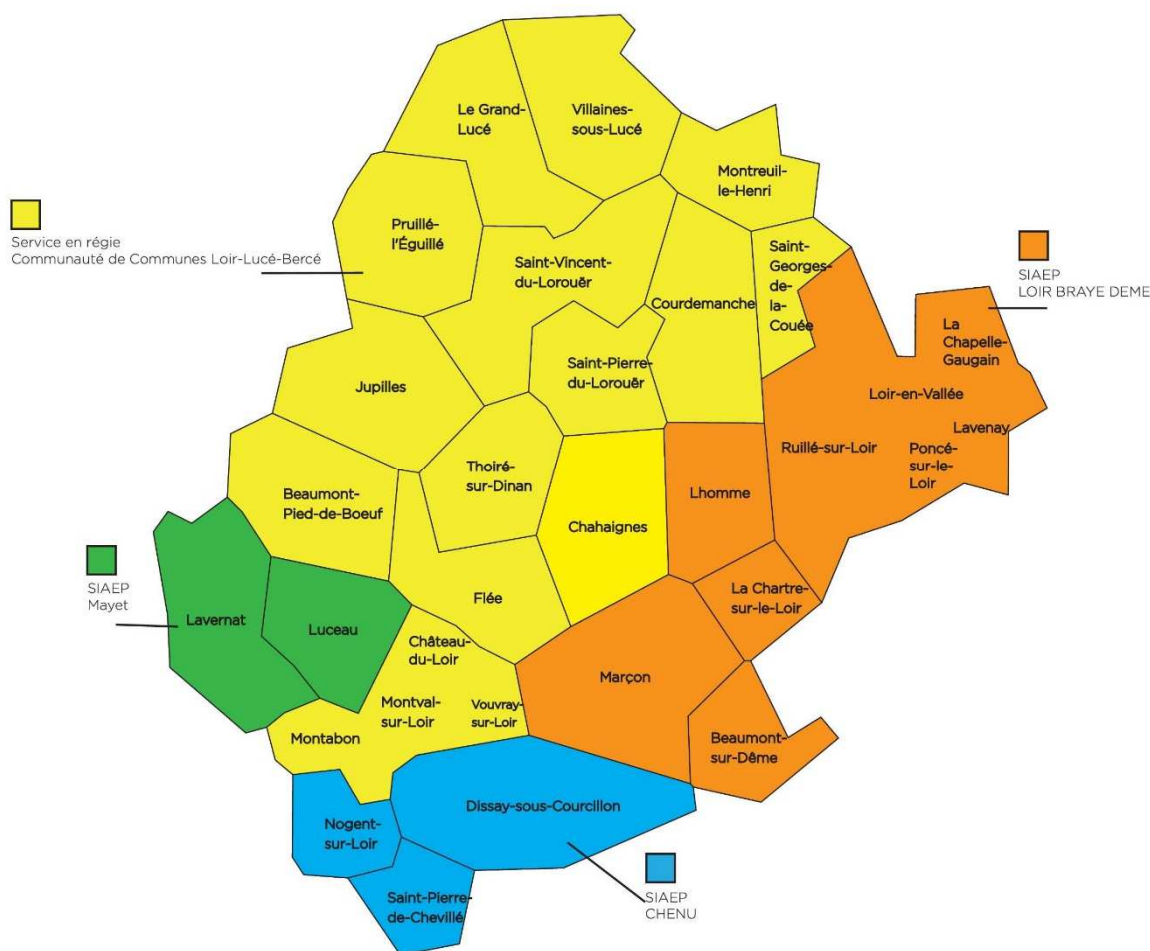 Le Grand-
Lucé
Villaines-
sous-Lucé
Montreuil-
le-Henri
Pruillé-
l'Éguillé
Service en régie
Communauté de Communes Loir-Lucé-Bercé
Saint-Vincent-
du-Lorouër
Saint-
Georges-
de-
la-
Couée
SIAEP
LOIR BRAYE DEME
Courdemanche
La
Chapelle-
Gaugain
Saint-Pierre-
du-Lorouër
Jupilles
Loir-en-Vallée
Lavenay
Ruillé-sur-Loir
Poncé-
sur-le-
Loir
Thoiré-
sur-Dinan
Lhomme
Beaumont-
Pied-de-Boeuf
Chahaignes
SIAEP
Mayet
La Chartre-
sur-le-Loir
Flée
Lavernat
Luceau
Château-
du-Loir
Marçon
Montval-
sur-Loir
Vouvray-
sur-Loir
Montabon
Beaumont-
sur-Dême
Dissay-sous-Courcillon
Nogent-
sur-Loir
SIAEP
CHENU
Saint-Pierre-
de-Chevillé